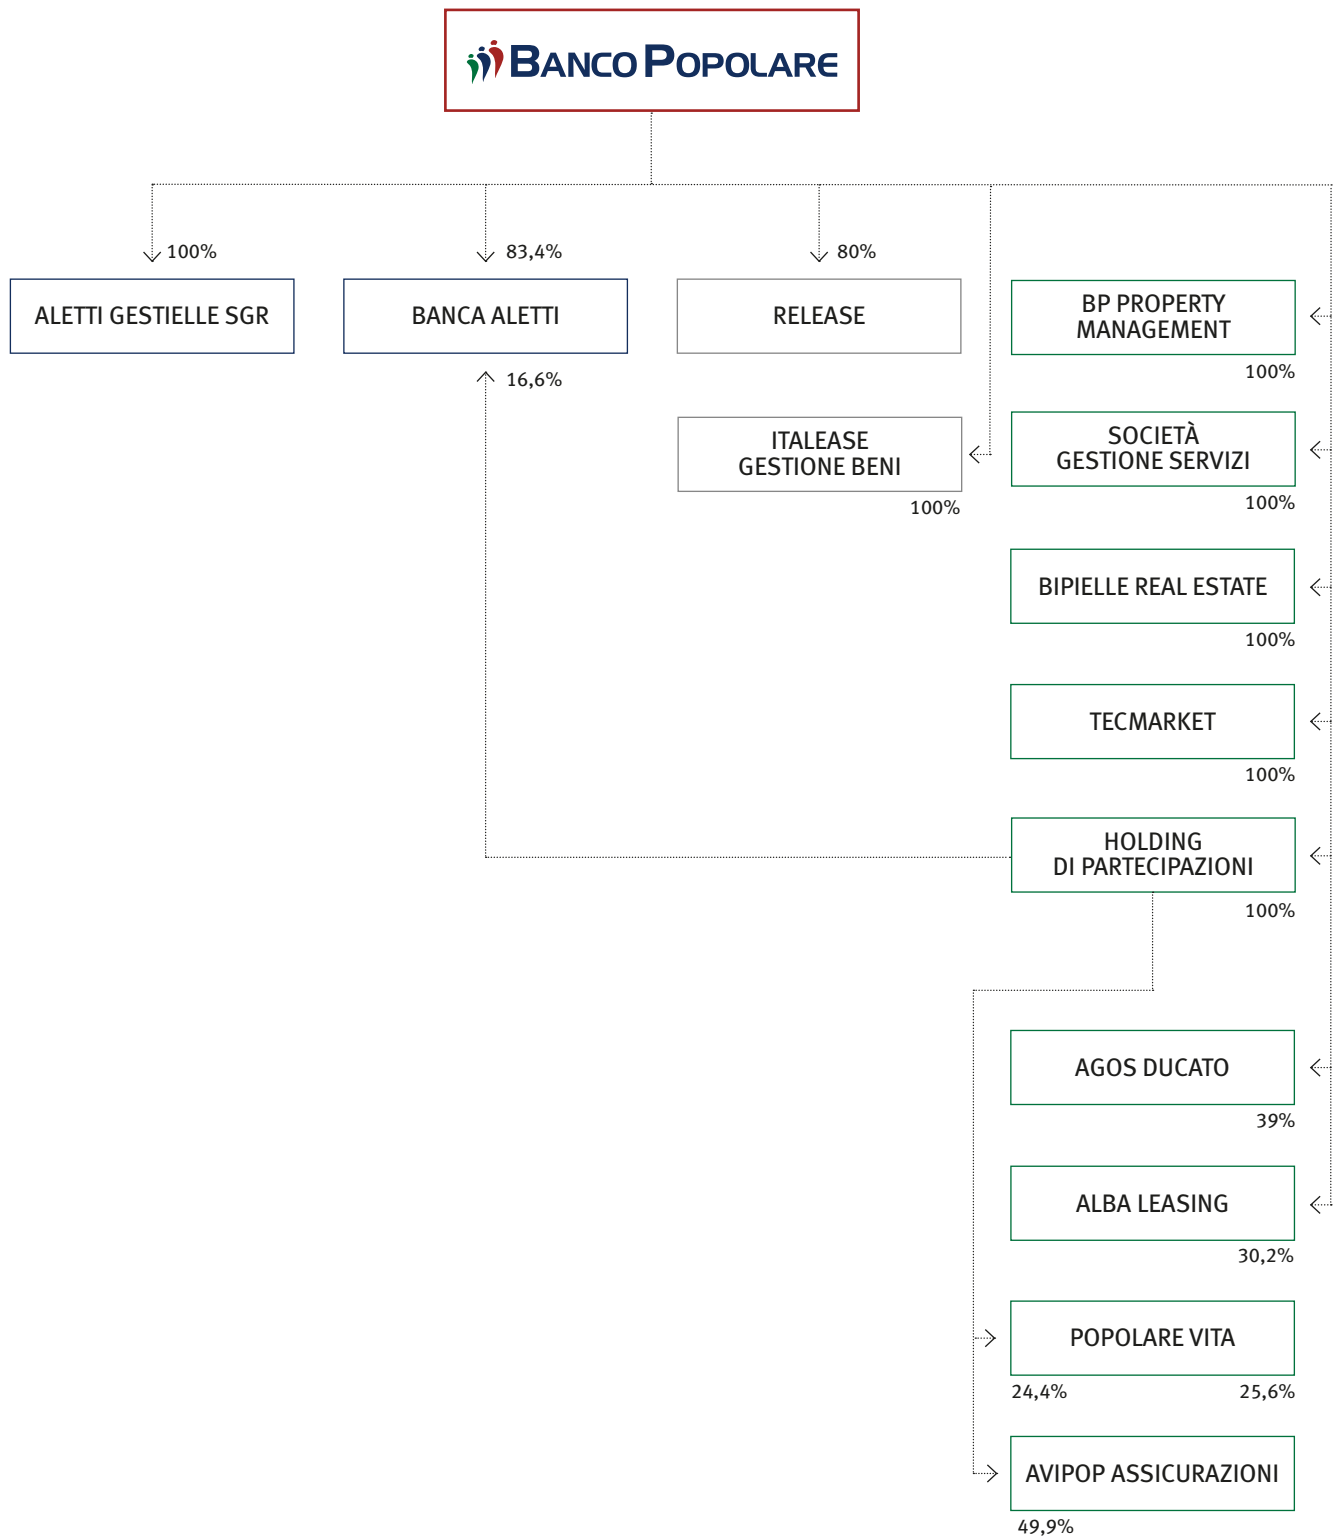 BANCO POPOLARE
100%
83,4%
80%
ALETTI GESTIELLE SGR
BANCA ALETTI
RELEASE
BP PROPERTY
MANAGEMENT
100%
16,6%
ITALEASE
GESTIONE BENI
100%
SOCIETÀ
GESTIONE SERVIZI
100%
BIPIELLE REAL ESTATE
100%
TECMARKET
100%
HOLDING
DI PARTECIPAZIONI
100%
AGOS DUCATO
39%
ALBA LEASING
30,2%
POPOLARE VITA
24,4%
25,6%
AVIPOP ASSICURAZIONI
49,9%